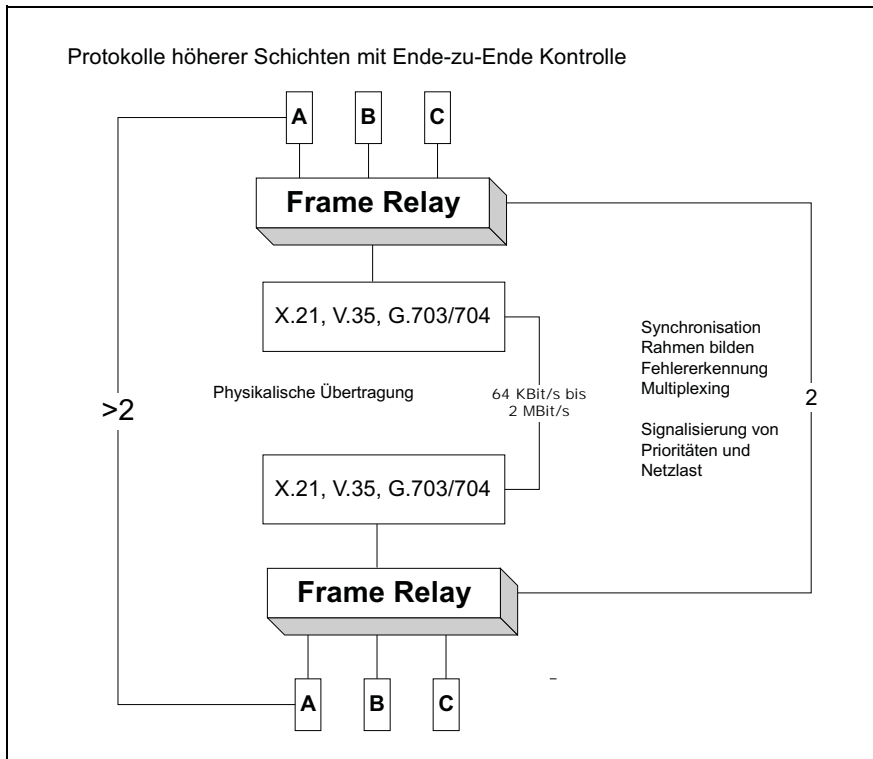 Protokolle höherer Schichten mit Ende-zu-Ende Kontrolle
A B C
Frame Relay
X.21, V.35, G.703/704
Synchronisation
Rahmen bilden
Fehlererkennung
Multiplexing
Signalisierung von
Prioritäten und
Netzlast
2
>2
Physikalische Übertragung
64 KBit/s bis
2 MBit/s
X.21, V.35, G.703/704
Frame Relay
A B C